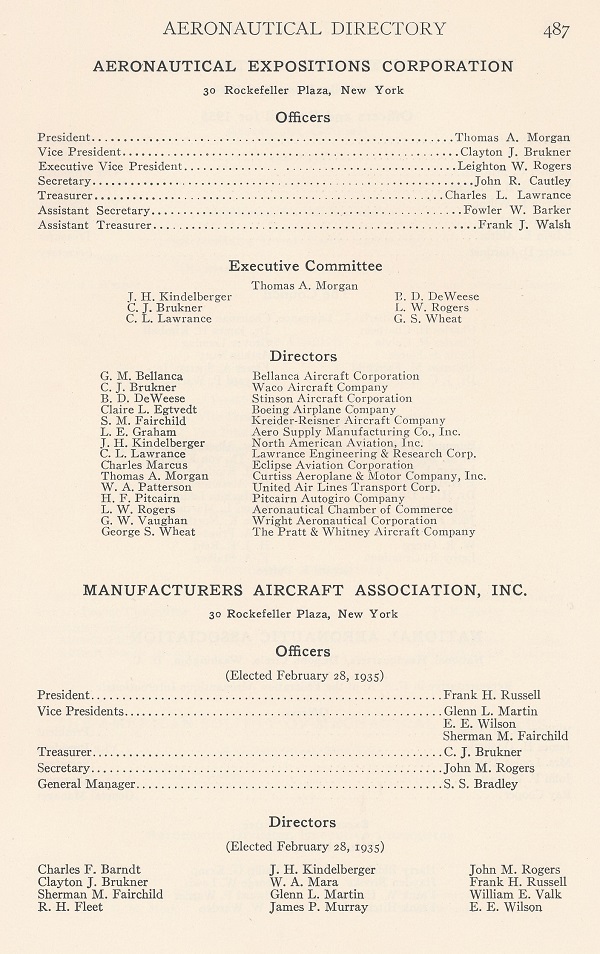 AERONAUTICAL DIRECTORY 487
AERONAUTICAL EXPOSITIONS CORPORATION
30 Rockefeller Plaza, New York
Officers
President. . . . . . . . . . . . . . . . . . . . Thomas A. Morgan
Vice President. . . . . . . . . . . . . . . . . . . . Clayton J. Brukner
Executive Vice President. . . . . . . . . . . . . . . . . . . . Leighton W. Rogers
Secretary. . . . . . . . . . . . . . . . . . . . John R. Cautley
Treasurer. . . . . . . . . . . . . . . . . . . . Charles L. Lawrance
Assistant Secretary. . . . . . . . . . . . . . . . . . . . Fowler W. Barker
Assistant Treasurer. . . . . . . . . . . . . . . . . . . . Frank J. Walsh
Executive Committee
Thomas A. Morgan
J. H. Kindelberger B. D. DeWeese
C. J. Brukner L. W. Rogers
C. L. Lawrance G. S. Wheat
Directors
G. M. Bellanca Bellanca Aircraft Corporation
C. J. Brukner Waco Aircraft Company
B. D. DeWeese Stinson Aircraft Corporation
Claire L. Egtvedt Boeing Airplane Company
S. M. Fairchild Kreider-Reisner Aircraft Company
L. E. Graham Aero Supply Manufacturing Co., Inc.
J. H. Kindelberger North American Aviation, Inc.
C. L. Lawrance Lawrance Engineering & Research Corp.
Charles Marcus Eclipse Aviation Corporation
Thomas A. Morgan Curtiss Aeroplane & Motor Company, Inc.
W. A. Patterson United Air Lines Transport Corp.
H. F. Pitcairn Pitcairn Autogiro Company
L. W. Rogers Aeronautical Chamber of Commerce
G. W. Vaughan Wright Aeronautical Corporation
George S. Wheat The Pratt & Whitney Aircraft Company
MANUFACTURERS AIRCRAFT ASSOCIATION, INC.
30 Rockefeller Plaza, New York
Officers
(Elected February 28, 1935)
President. . . . . . . . . . . . . . . . . . . . Frank H. Russell
Vice Presidents. . . . . . . . . . . . . . . . . . . . Glenn L. Martin
E. E. Wilson
Sherman M. Fairchild
Treasurer. . . . . . . . . . . . . . . . . . . . C. J. Brukner
Secretary. . . . . . . . . . . . . . . . . . . . John M. Rogers
General Manager. . . . . . . . . . . . . . . . . . . . S. S. Bradley
Directors
(Elected February 28, 1935)
Charles F. Barndt J. H. Kindelberger John M. Rogers
Clayton J. Brukner W. A. Mara Frank H. Russell
Sherman M. Fairchild Glenn L. Martin William E. Valk
R. H. Fleet James P. Murray E. E. Wilson